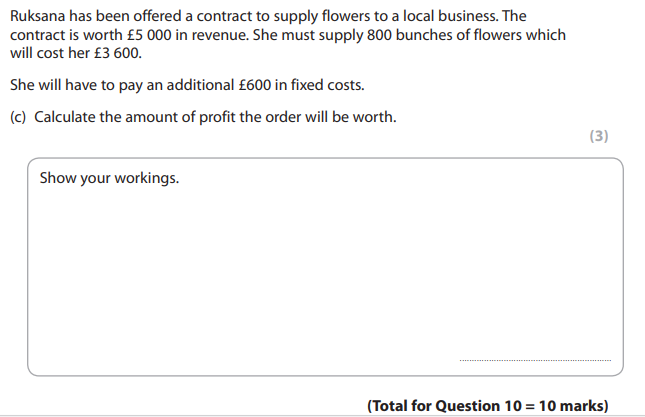 Ruksana has been offered a contract to supply flowers to a local business. The
contract is worth £5 000 in revenue. She must supply 800 bunches of flowers which
will cost her £3 600.
She will have to pay an additional £600 in fixed costs.
(c) Calculate the amount of profit the order will be worth.
(3)
Show your workings.
(Total for Question 10 = 10 marks)